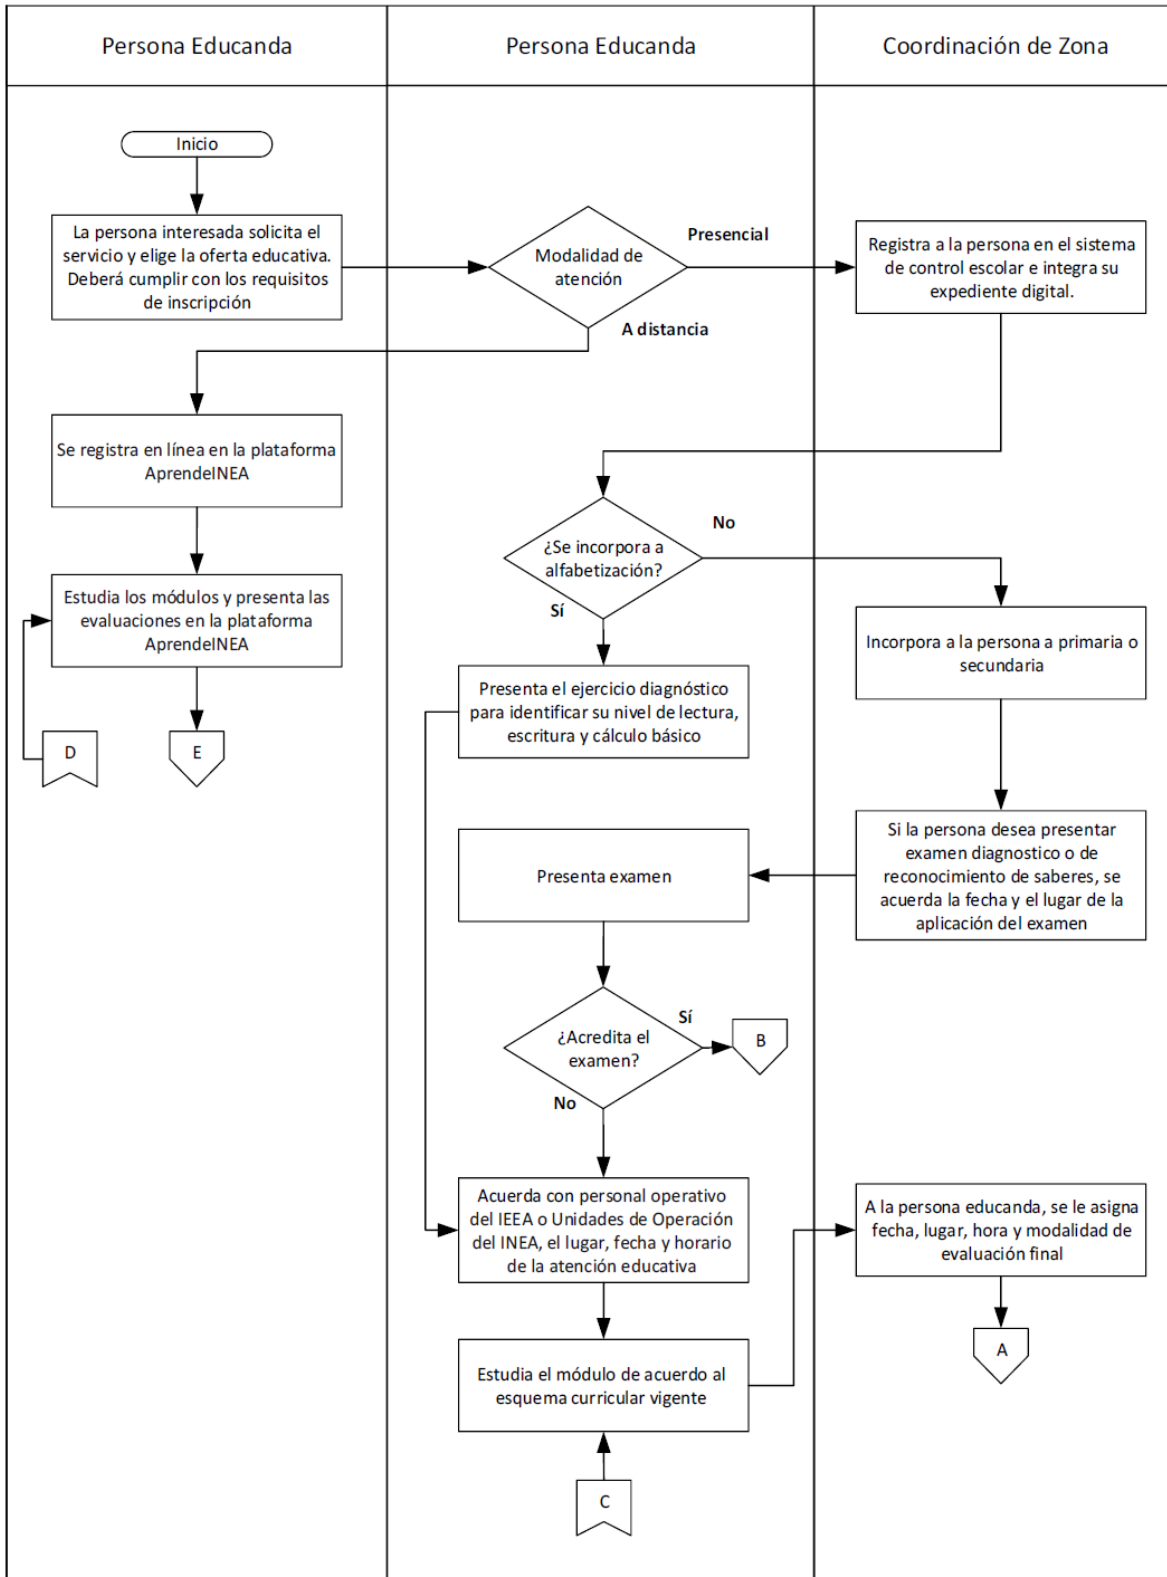 Persona Educanda
Persona Educanda
Coordinación de Zona
Inicio
La persona interesada solicita el
servicio y elige la oferta educativa.
Deberá cumplir con los requisitos
de inscripción
Modalidad de
atención
Presencial
A distancia
Registra a la persona en el sistema
de control escolar e integra su
expediente digital.
Se registra en línea en la plataforma
AprendeINEA
¿Se incorpora a
alfabetización?
No
Sí
Estudia los módulos y presenta las
evaluaciones en la plataforma
AprendeINEA
Incorpora a la persona a primaria o
secundaria
Presenta el ejercicio diagnóstico
para identificar su nivel de lectura,
escritura y cálculo básico
D
E
Si la persona desea presentar
examen diagnostico o de
reconocimiento de saberes, se
acuerda la fecha y el lugar de la
aplicación del examen
Presenta examen
¿Acredita el
examen?
Sí
B
No
Acuerda con personal operativo
del IEEA o Unidades de Operación
del INEA, el lugar, fecha y horario
de la atención educativa
A la persona educanda, se le asigna
fecha, lugar, hora y modalidad de
evaluación final
A
Estudia el módulo de acuerdo al
esquema curricular vigente
C